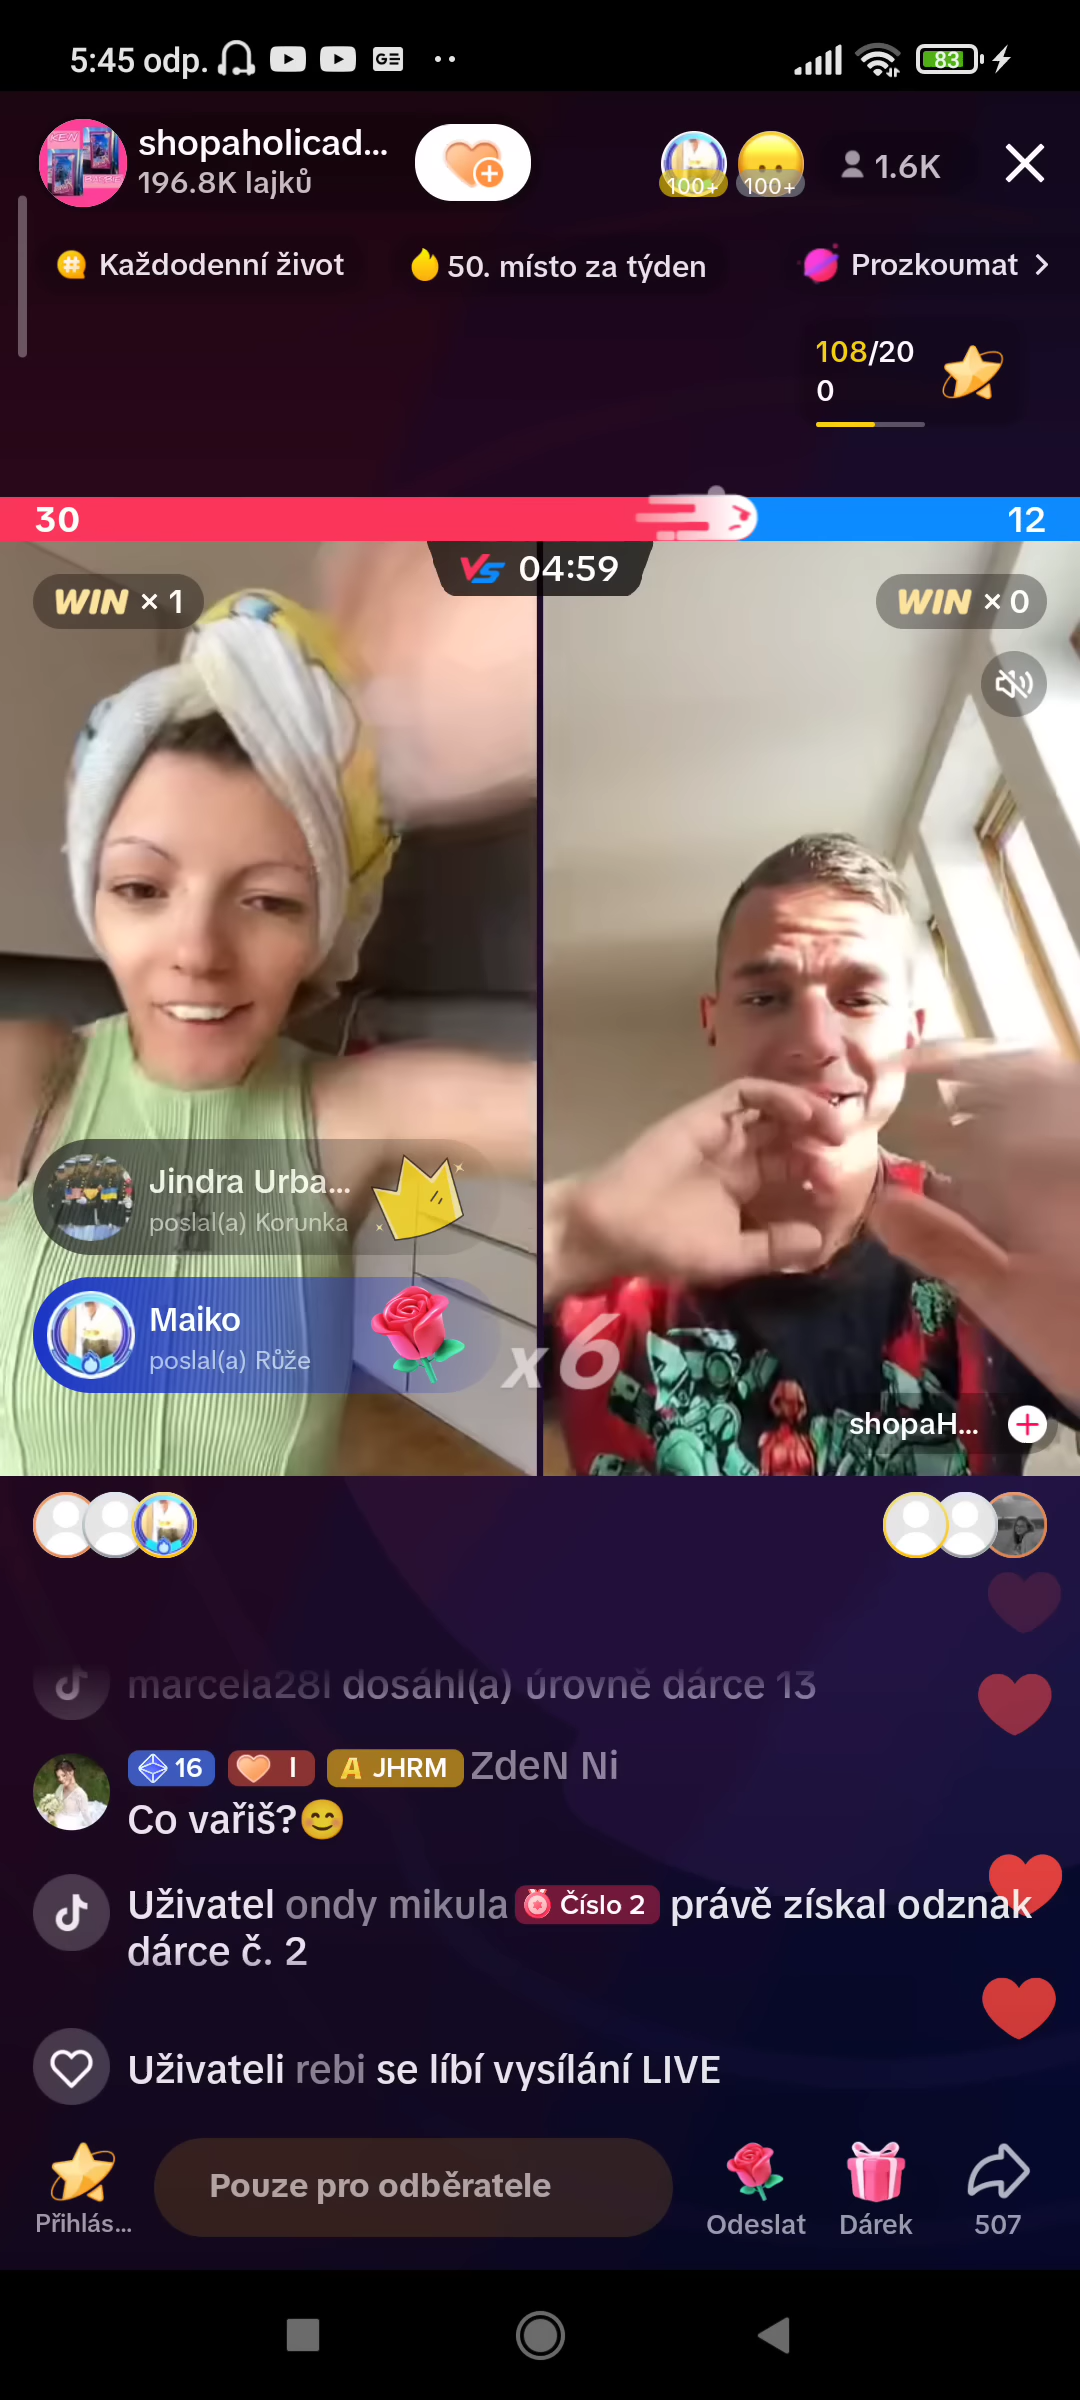 5:45 odp.
83
shopaholicad...
196.8K lajků
100+
100+
1.6K
Každodenní život
50. místo za týden
Prozkoumat
108/20
0
30
12
VS 04:59
WIN × 1
WIN × 0
Jindra Urba...
poslal(a) Korunka
Maiko
poslal(a) Růže
x6
shopaH...
marcela28l dosáhl(a) úrovně dárce 13
16 I A JHRM ZdeN Ni
Co vařiš?😊
Uživatel ondy mikula Číslo 2 právě získal odznak
dárce č. 2
Uživateli rebi se líbí vysílání LIVE
Přihlás...
Pouze pro odběratele
Odeslat
Dárek
507